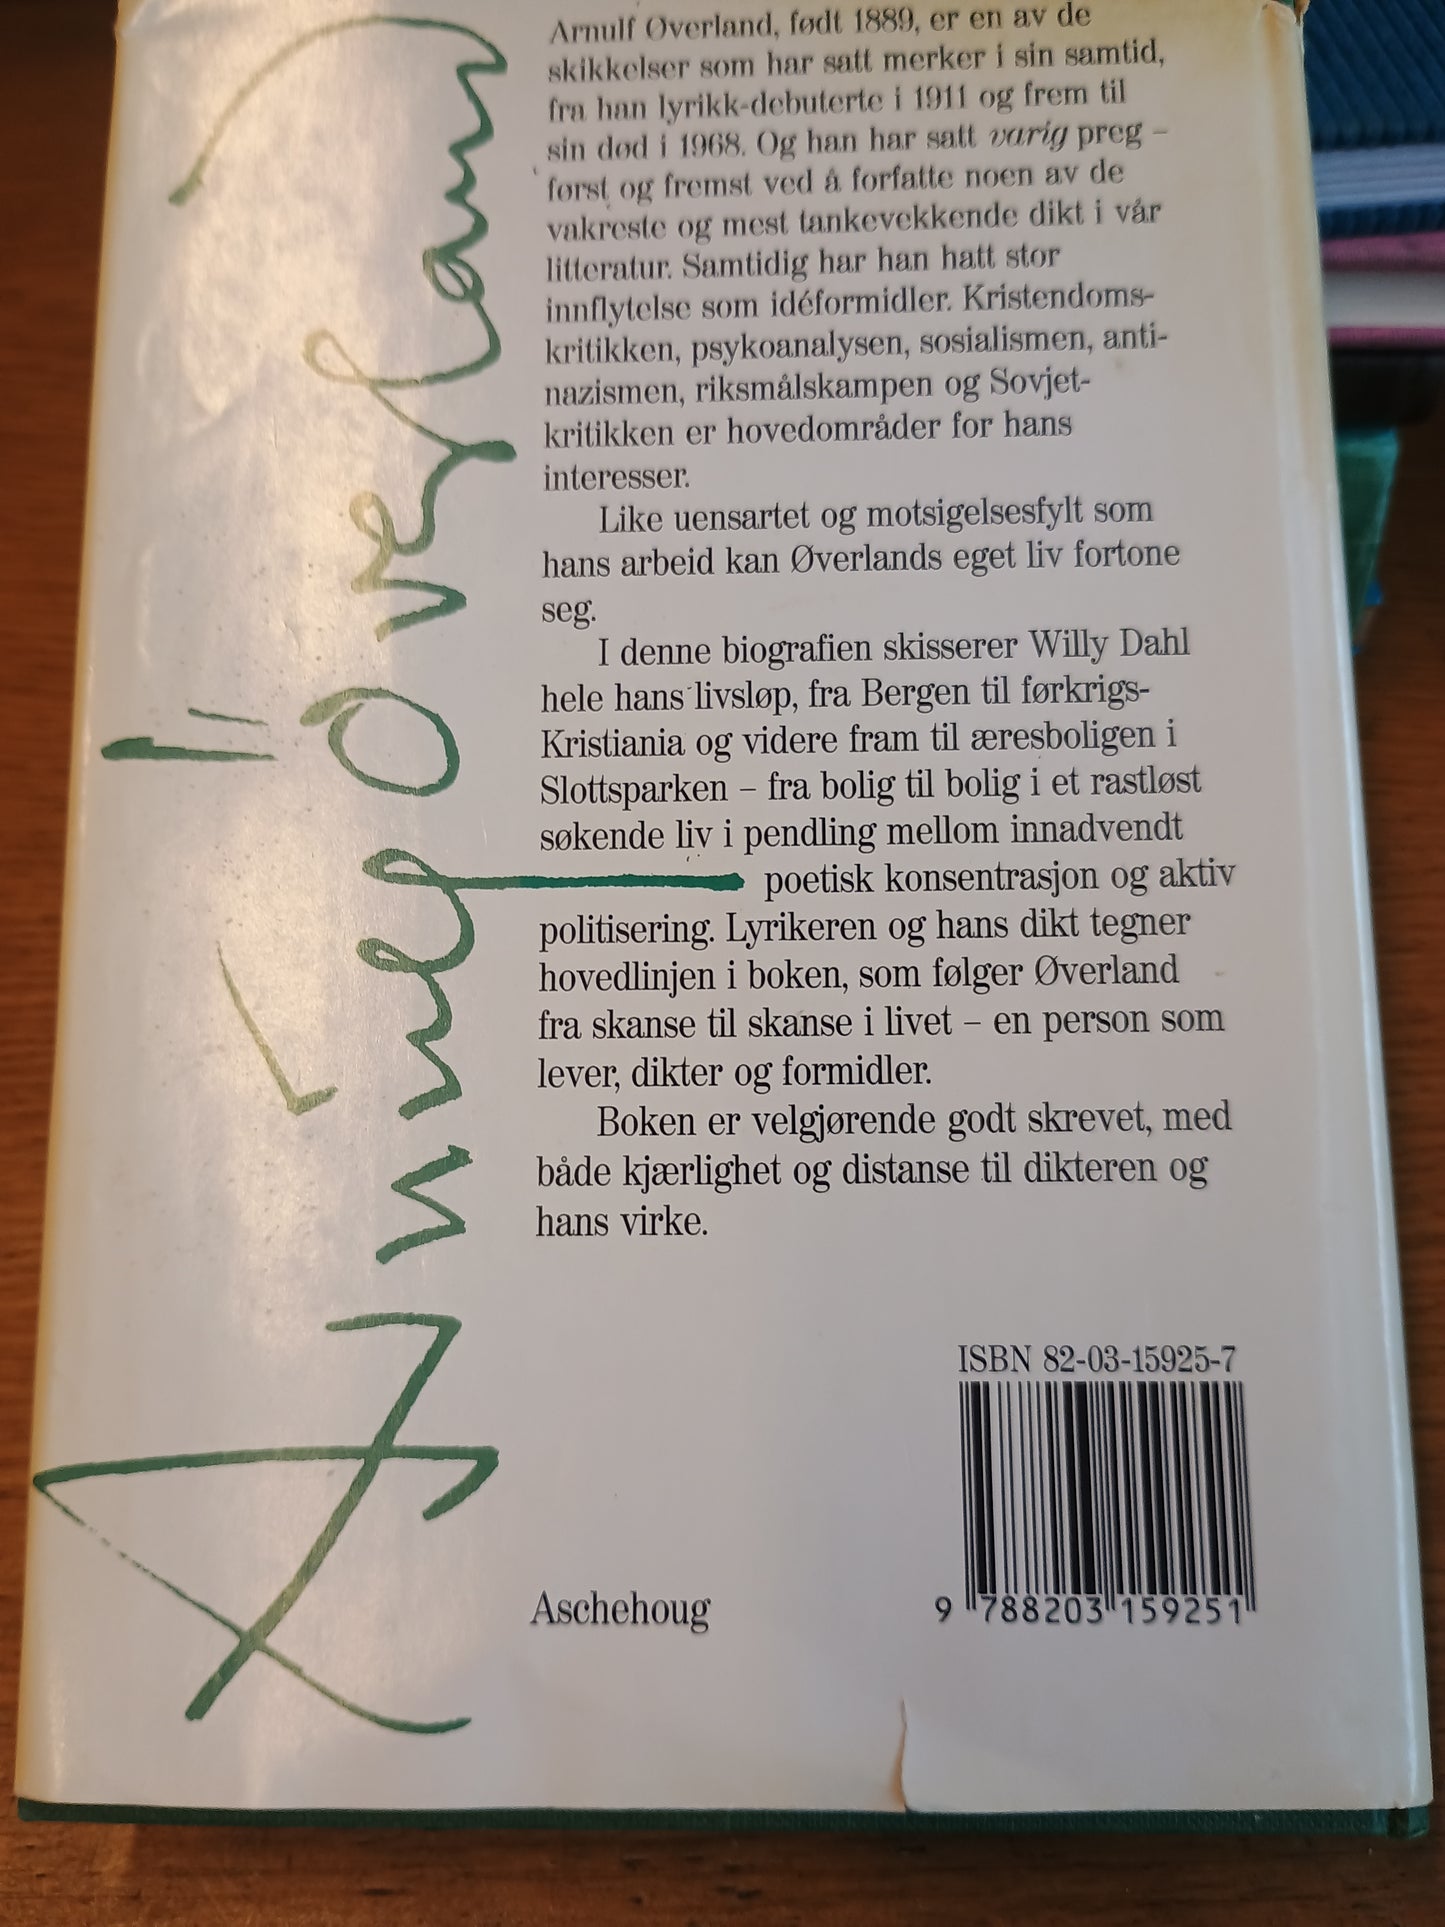 Arnulf Øverland
Arnulf Øverland, født 1889, er en av de
skikkelser som har satt merker i sin samtid,
fra han lyrikk-debuterte i 1911 og frem til
sin død i 1968. Og han har satt varig preg –
først og fremst ved å forfatte noen av de
vakreste og mest tankevekkende dikt i vår
litteratur. Samtidig har han hatt stor
innflytelse som idéformidler. Kristendoms-
kritikken, psykoanalysen, sosialismen, anti-
nazismen, riksmålskampen og Sovjet-
kritikken er hovedområder for hans
interesser.
Like uensartet og motsigelsesfylt som
hans arbeid kan Øverlands eget liv fortone
seg.
I denne biografien skisserer Willy Dahl
hele hans livsløp, fra Bergen til førkrigs-
Kristiania og videre fram til æresboligen i
Slottsparken – fra bolig til bolig i et rastløst
søkende liv i pendling mellom innadvendt
poetisk konsentrasjon og aktiv
politisering. Lyrikeren og hans dikt tegner
hovedlinjen i boken, som følger Øverland
fra skanse til skanse i livet – en person som
lever, dikter og formidler.
Boken er velgjørende godt skrevet, med
både kjærlighet og distanse til dikteren og
hans virke.
ISBN 82-03-15925-7
9 788203 159251
Aschehoug